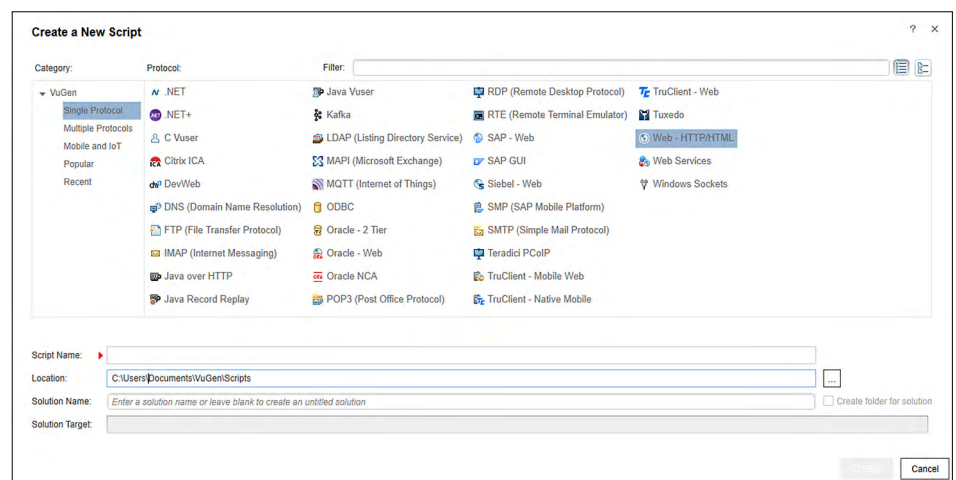 Create a New Script
?
Category:
Protocol:
Filter:
VuGen
Single Protocol
Multiple Protocols
Mobile and IoT
Popular
Recent
.NET
.NET+
C Vuser
Citrix ICA
DevWeb
DNS (Domain Name Resolution)
FTP (File Transfer Protocol)
IMAP (Internet Messaging)
Java over HTTP
Java Record Replay
Java Vuser
Kafka
LDAP (Listing Directory Service)
MAPI (Microsoft Exchange)
MQTT (Internet of Things)
ODBC
Oracle - 2 Tier
Oracle - Web
Oracle NCA
POP3 (Post Office Protocol)
RDP (Remote Desktop Protocol)
RTE (Remote Terminal Emulator)
SAP - Web
SAP GUI
Siebel - Web
SMP (SAP Mobile Platform)
SMTP (Simple Mail Protocol)
Teradici PCoIP
TruClient - Mobile Web
TruClient - Native Mobile
TruClient - Web
Tuxedo
Web - HTTP/HTML
Web Services
Windows Sockets
Script Name:
Location: C:\Users\Documents\VuGen\Scripts
...
Solution Name: Enter a solution name or leave blank to create an untitled solution
Create folder for solution
Solution Target:
Cancel